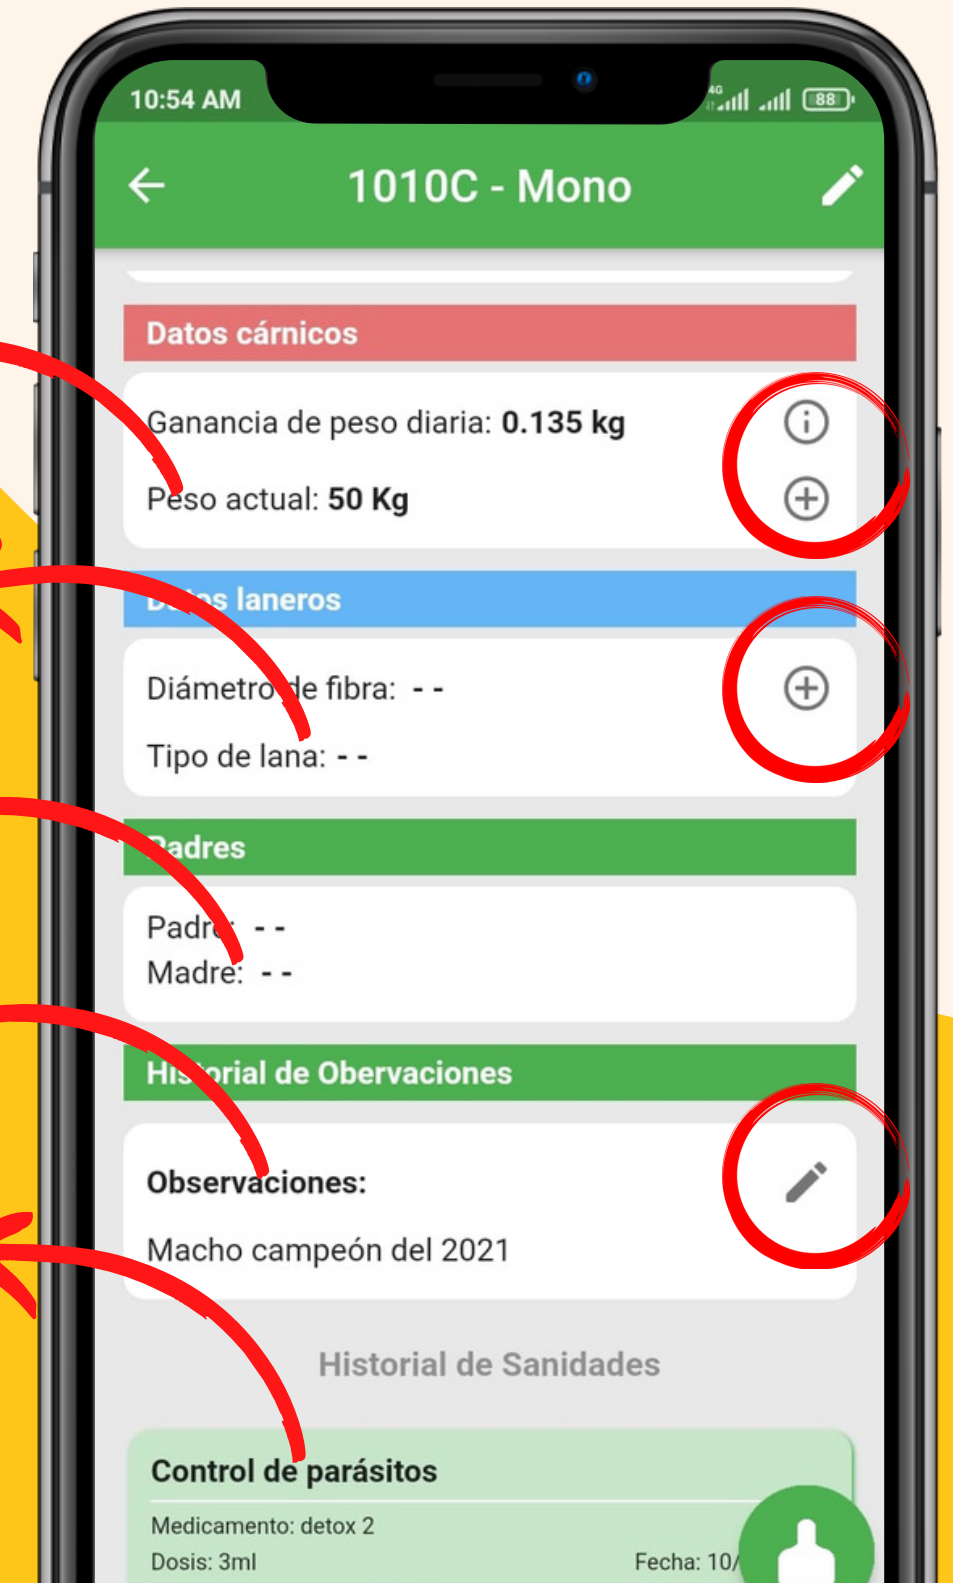 10:54 AM
4G
88
1010C - Mono
Datos cárnicos
Ganancia de peso diaria: 0.135 kg
Peso actual: 50 Kg
Datos laneros
Diámetro de fibra: - -
Tipo de lana: - -
Padres
Padre: - -
Madre: - -
Historial de Obervaciones
Observaciones:
Macho campeón del 2021
Historial de Sanidades
Control de parásitos
Medicamento: detox 2
Dosis: 3ml
Fecha: 10/